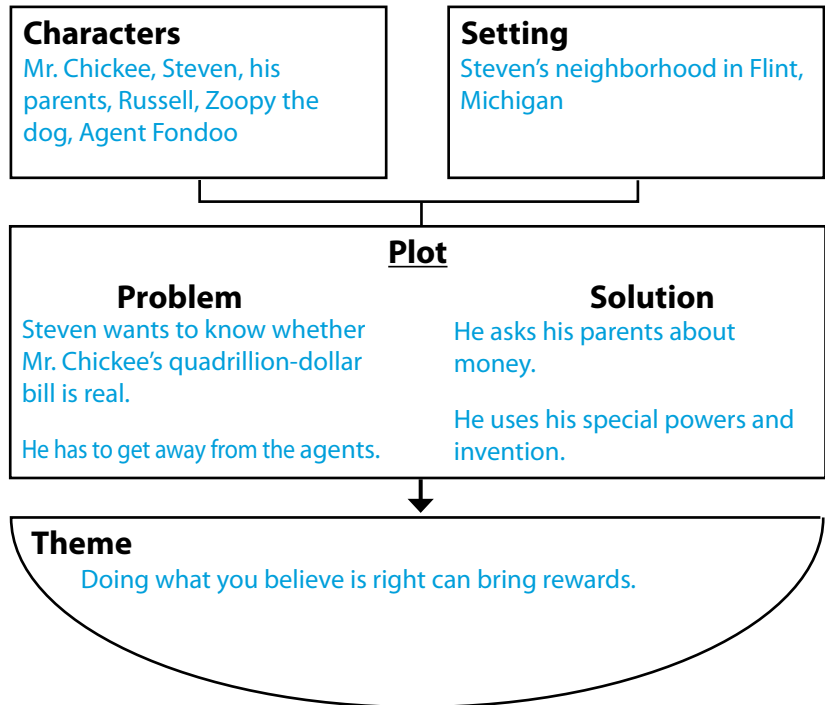 Characters
Mr. Chickee, Steven, his
parents, Russell, Zoopy the
dog, Agent Fondoo
Setting
Steven’s neighborhood in Flint,
Michigan
Plot
Problem
Steven wants to know whether
Mr. Chickee’s quadrillion-dollar
bill is real.
He has to get away from the agents.
Solution
He asks his parents about
money.
He uses his special powers and
invention.
Theme
Doing what you believe is right can bring rewards.